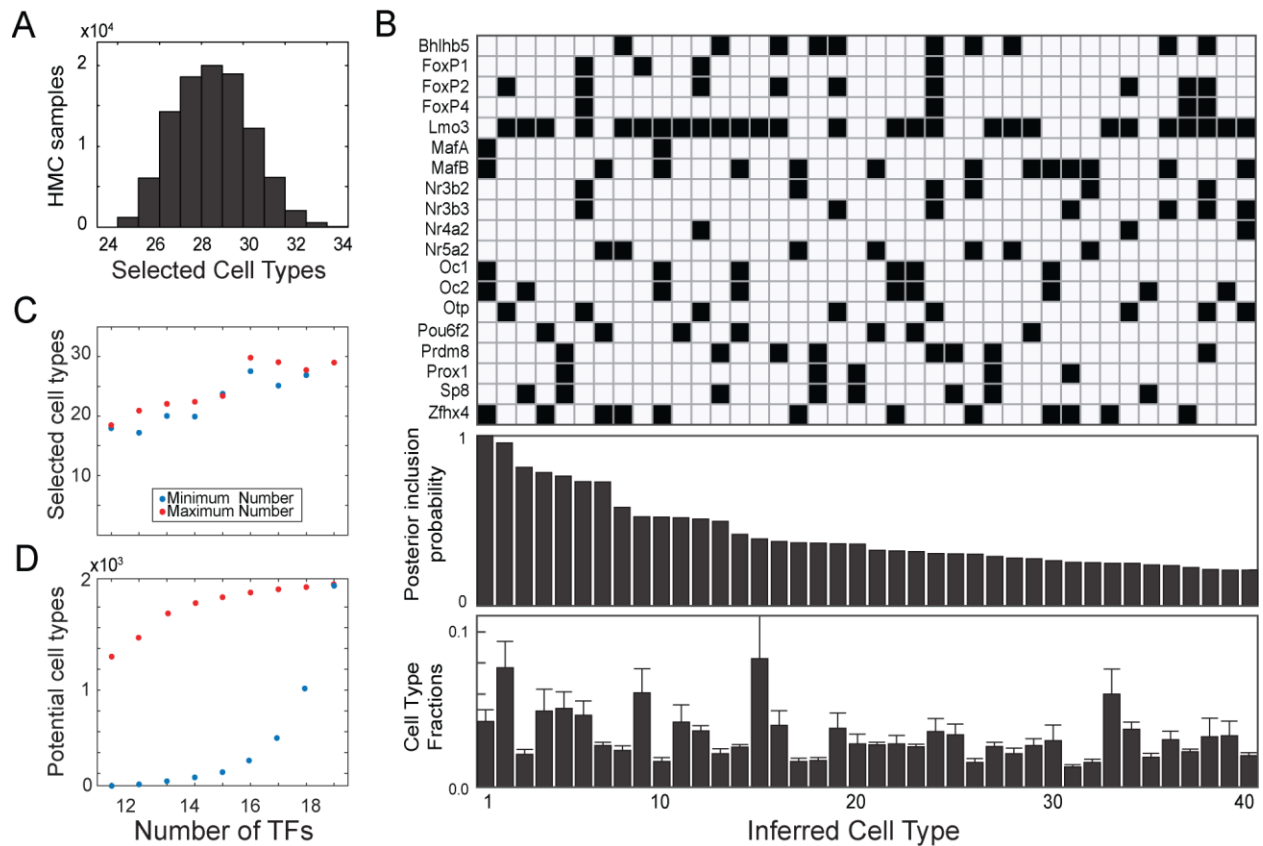 A
x10⁴
2
1
0
HMC samples
24 26 28 30 32 34
Selected Cell Types
B
Bhlhb5
FoxP1
FoxP2
FoxP4
Lmo3
MafA
MafB
Nr3b2
Nr3b3
Nr4a2
Nr5a2
Oc1
Oc2
Otp
Pou6f2
Prdm8
Prox1
Sp8
Zfhx4
1
0
Posterior inclusion
probability
0.1
0.0
Cell Type
Fractions
1 10 20 30 40
Inferred Cell Type
C
30
20
10
Selected cell types
Minimum Number
Maximum Number
D
x10³
2
1
0
Potential cell types
12 14 16 18
Number of TFs